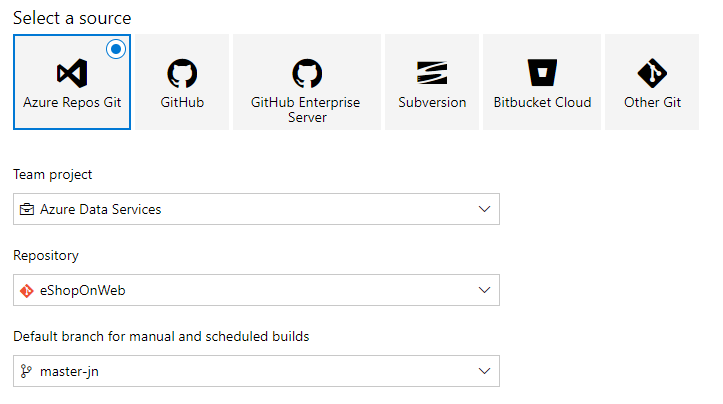 Select a source
Azure Repos Git
GitHub
GitHub Enterprise
Server
Subversion
Bitbucket Cloud
Other Git
Team project
Azure Data Services
Repository
eShopOnWeb
Default branch for manual and scheduled builds
master-jn